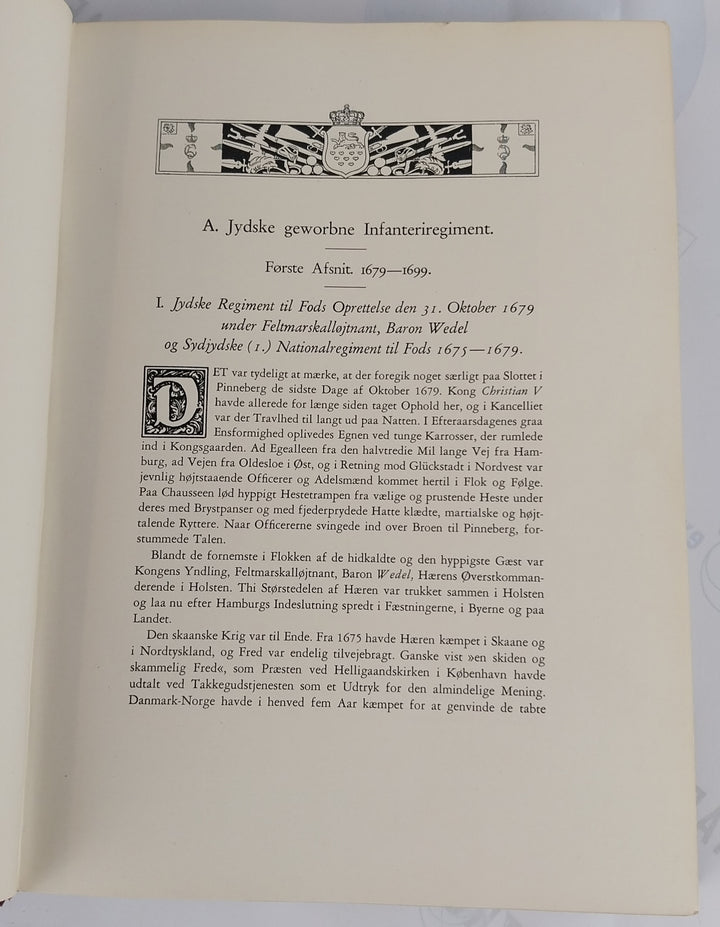 A. Jydske geworbne Infanteriregiment.
Første Afsnit. 1679—1699.
I. Jydske Regiment til Fods Oprettelse den 31. Oktober 1679
under Feltmarskalløjtnant, Baron Wedel
og Sydjydske (1.) Nationalregiment til Fods 1675—1679.
DET var tydeligt at mærke, at der foregik noget særligt paa Slottet i
Pinneberg de sidste Dage af Oktober 1679. Kong Christian V
havde allerede for længe siden taget Ophold her, og i Kancelliet
var der Travlhed til langt ud paa Natten. I Efteraarsdagenes graa
Ensformighed oplivedes Egnen ved tunge Karrosser, der rumlede
ind i Kongsgaarden. Ad Egealleen fra den halvtredie Mil lange Vej fra Ham-
burg, ad Vejen fra Oldesloe i Øst, og i Retning mod Glückstadt i Nordvest var
jevnlig højtstaaende Officerer og Adelsmænd kommet hertil i Flok og Følge.
Paa Chausseen lød hyppigt Hestetrampen fra vælige og prustende Heste under
deres med Brystpanser og med fjederprydede Hatte klædte, martialske og højt-
talende Ryttere. Naar Officererne svingede ind over Broen til Pinneberg, for-
stummede Talen.
Blandt de fornemste i Flokken af de hidkaldte og den hyppigste Gæst var
Kongens Yndling, Feltmarskalløjtnant, Baron Wedel, Hærens Øverstkomman-
derende i Holsten. Thi Størstedelen af Hæren var trukket sammen i Holsten
og laa nu efter Hamburgs Indeslutning spredt i Fæstningerne, i Byerne og paa
Landet.
Den skaanske Krig var til Ende. Fra 1675 havde Hæren kæmpet i Skaane og
i Nordtyskland, og Fred var endelig tilvejebragt. Ganske vist »en skiden og
skammelig Fred«, som Præsten ved Helligaandskirken i København havde
udtalt ved Takkegudstjenesten som et Udtryk for den almindelige Mening.
Danmark-Norge havde i henved fem Aar kæmpet for at genvinde de tabte